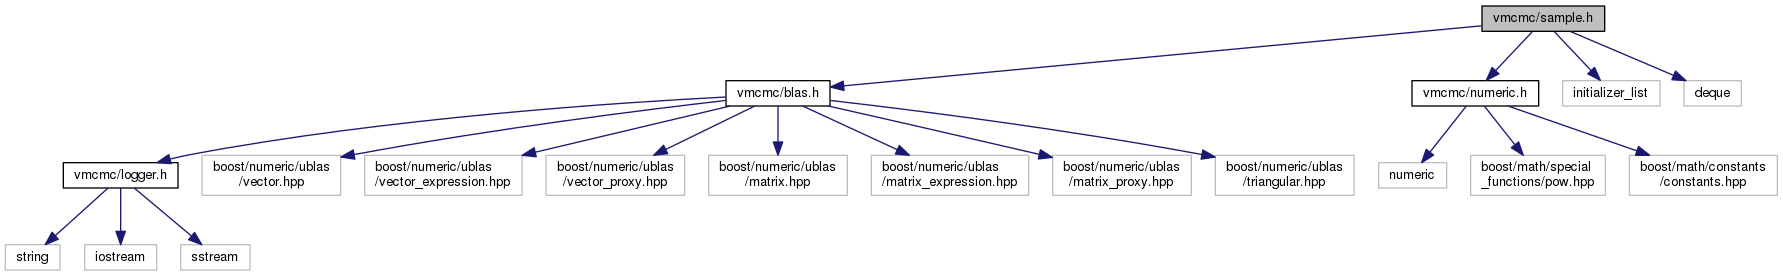 vmcmc/sample.h
vmcmc/blas.h
vmcmc/numeric.h
initializer_list
deque
vmcmc/logger.h
boost/numeric/ublas
/vector.hpp
boost/numeric/ublas
/vector_expression.hpp
boost/numeric/ublas
/vector_proxy.hpp
boost/numeric/ublas
/matrix.hpp
boost/numeric/ublas
/matrix_expression.hpp
boost/numeric/ublas
/matrix_proxy.hpp
boost/numeric/ublas
/triangular.hpp
numeric
boost/math/special
_functions/pow.hpp
boost/math/constants
/constants.hpp
string
iostream
sstream